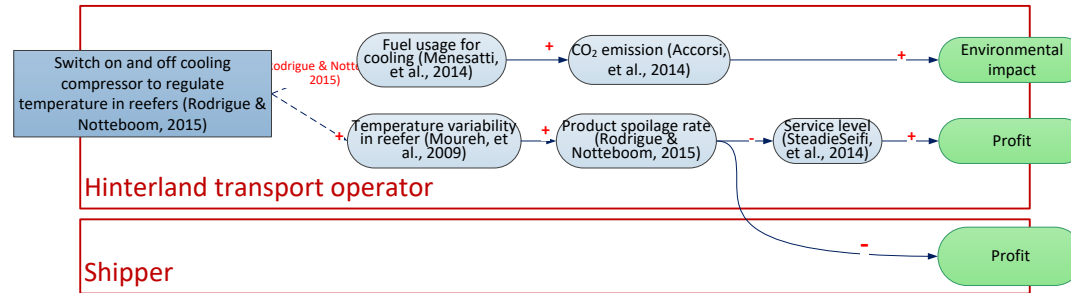 Switch on and off cooling
compressor to regulate
temperature in reefers (Rodrigue &
Notteboom, 2015)
2015)
+
Fuel usage for
cooling (Menesatti,
et al., 2014)
+
CO₂ emission (Accorsi,
et al., 2014)
+
Environmental
impact
Temperature variability
in reefer (Moureh, et
al., 2009)
+
Product spoilage rate
(Rodrigue &
Notteboom, 2015)
-
Service level
(SteadieSeifi,
et al., 2014)
+
Profit
Hinterland transport operator
-
Profit
Shipper